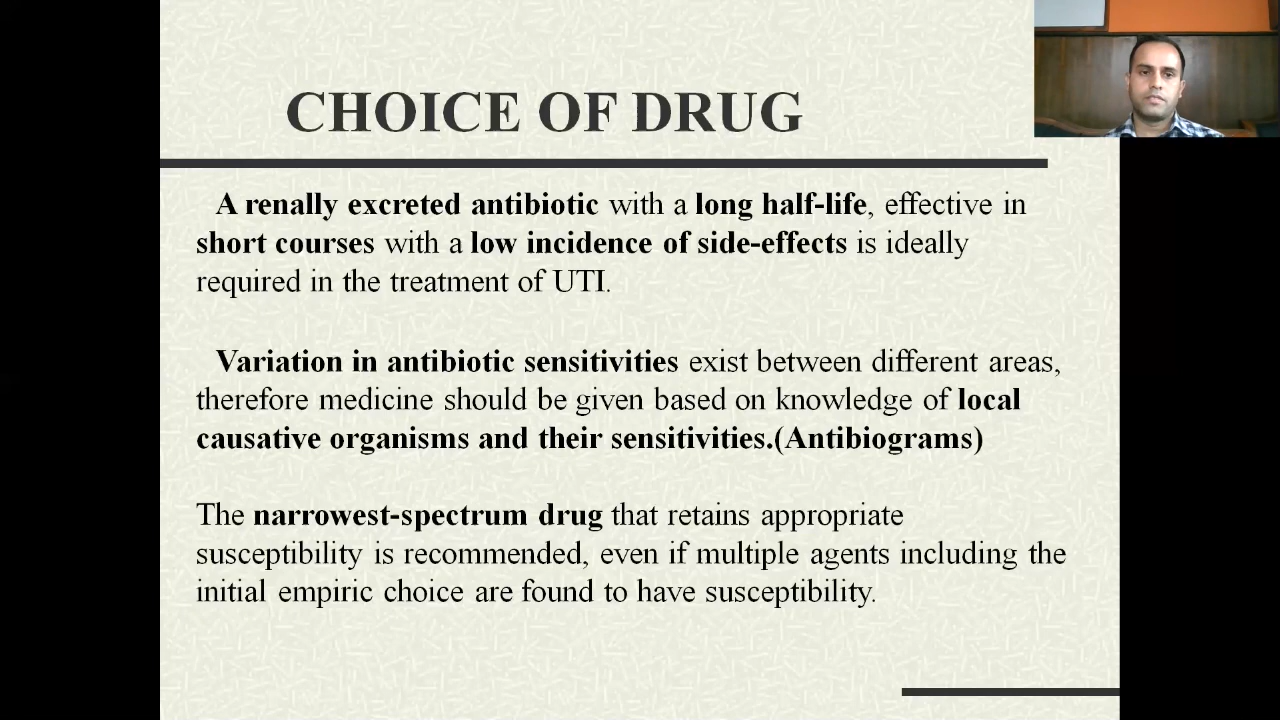 CHOICE OF DRUG
A renally excreted antibiotic with a long half-life, effective in
short courses with a low incidence of side-effects is ideally
required in the treatment of UTI.
Variation in antibiotic sensitivities exist between different areas,
therefore medicine should be given based on knowledge of local
causative organisms and their sensitivities.(Antibiograms)
The narrowest-spectrum drug that retains appropriate
susceptibility is recommended, even if multiple agents including the
initial empiric choice are found to have susceptibility.